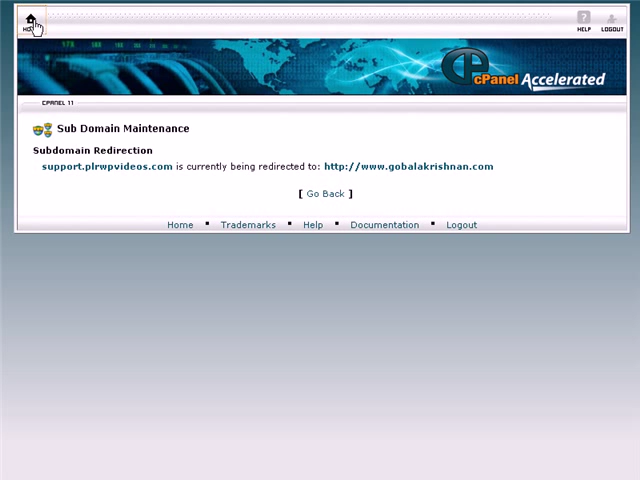 HELP LOGOUT
cPanel Accelerated
CPANEL 11
Sub Domain Maintenance
Subdomain Redirection
support.plrwpvideos.com is currently being redirected to: http://www.gobalakrishnan.com
[ Go Back ]
Home ▪ Trademarks ▪ Help ▪ Documentation ▪ Logout